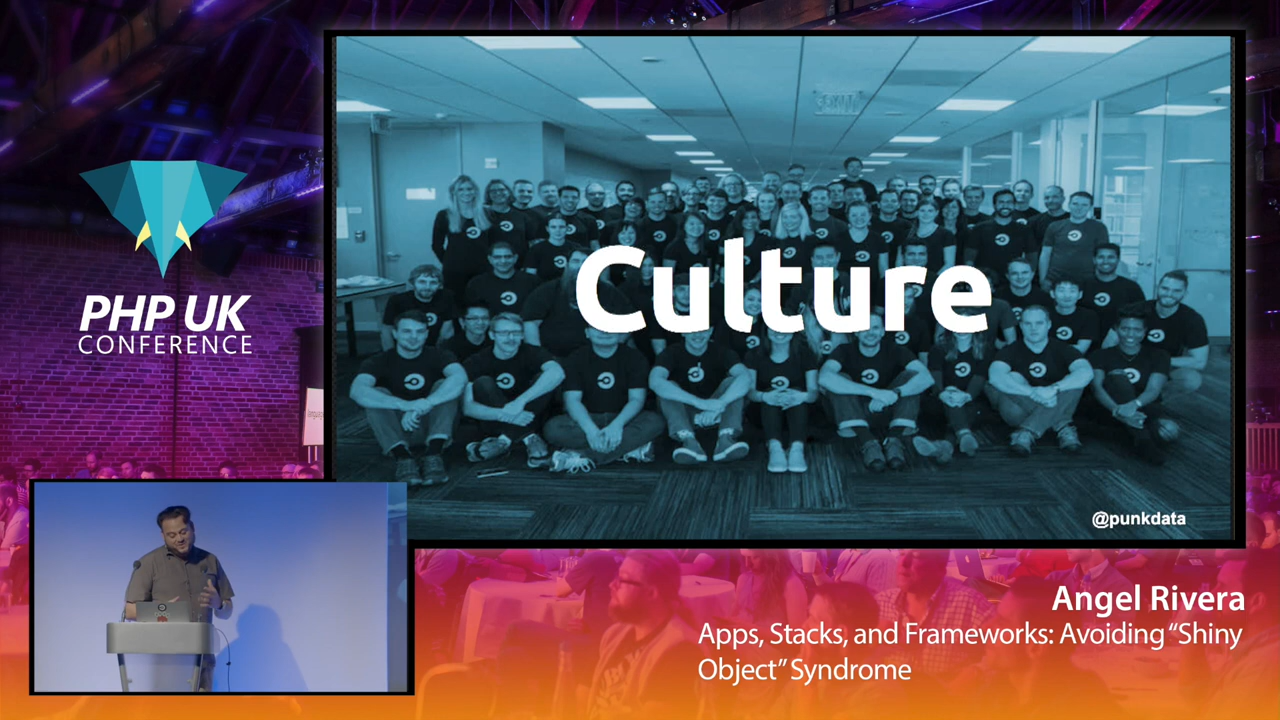 Culture
@punkdata
PHP UK
CONFERENCE
Angel Rivera
Apps, Stacks, and Frameworks: Avoiding “Shiny
Object” Syndrome